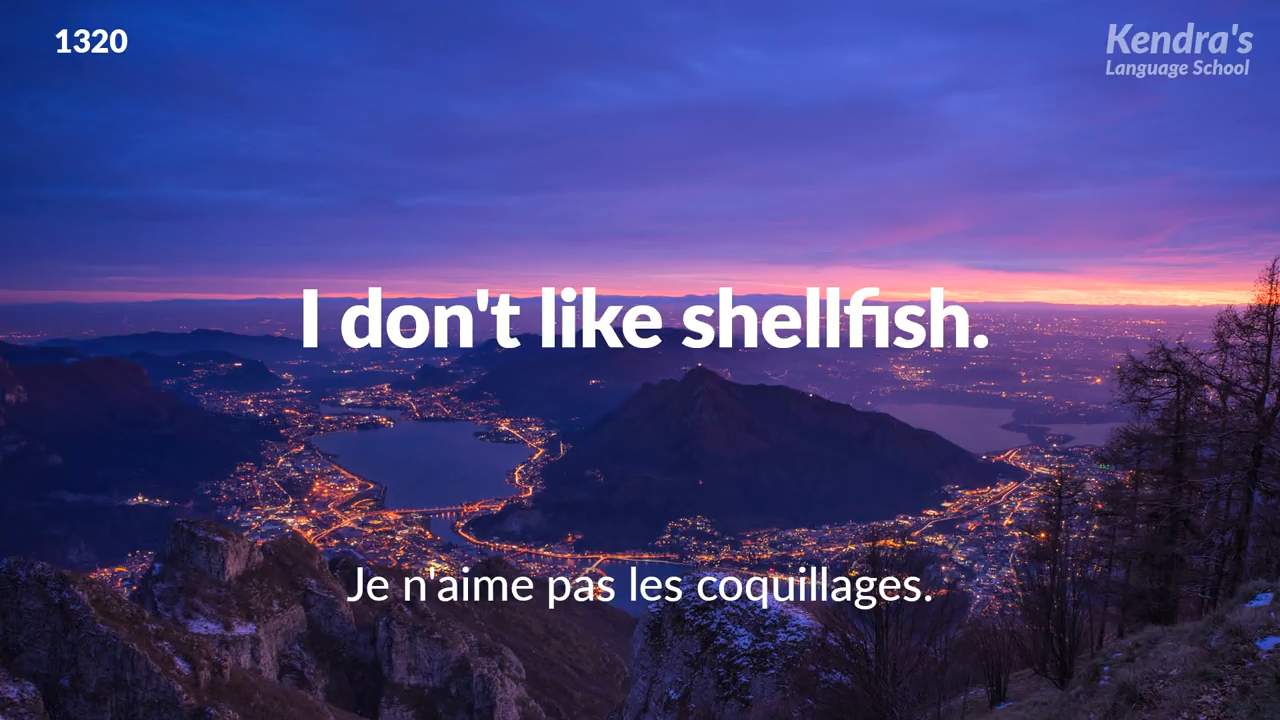 1320
Kendra's
Language School
I don't like shellfish.
Je n'aime pas les coquillages.